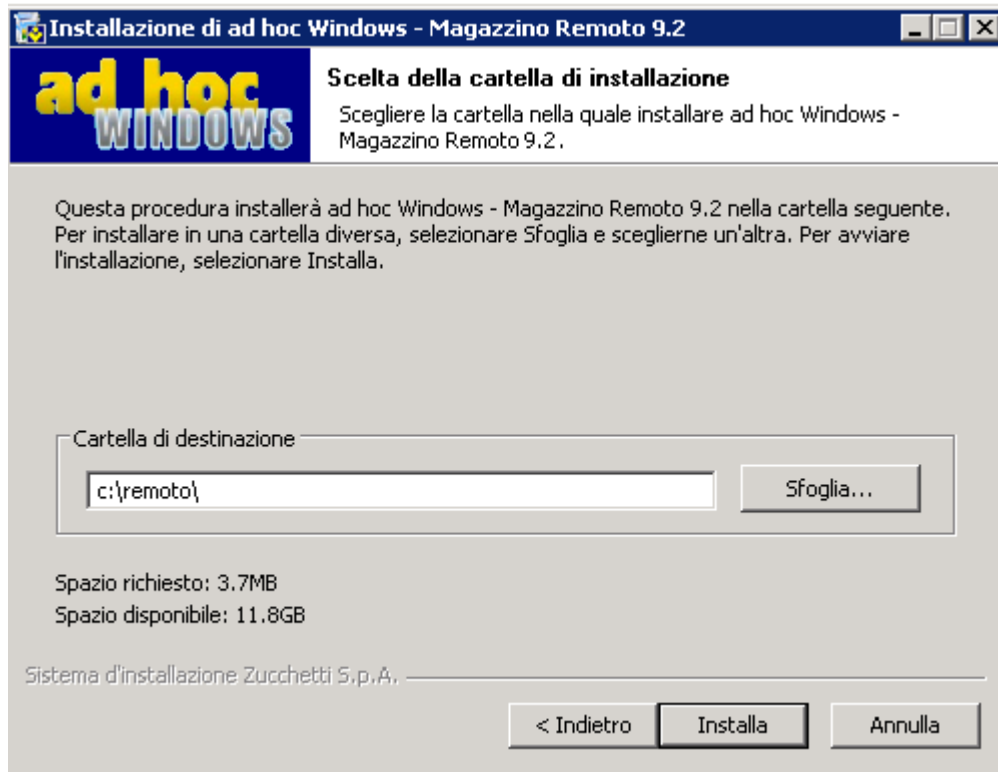 Installazione di ad hoc Windows - Magazzino Remoto 9.2
ad hoc
WINDOWS
Scelta della cartella di installazione
Scegliere la cartella nella quale installare ad hoc Windows -
Magazzino Remoto 9.2.
Questa procedura installerà ad hoc Windows - Magazzino Remoto 9.2 nella cartella seguente.
Per installare in una cartella diversa, selezionare Sfoglia e sceglierne un'altra. Per avviare
l'installazione, selezionare Installa.
Cartella di destinazione
c:\remoto\
Sfoglia...
Spazio richiesto: 3.7MB
Spazio disponibile: 11.8GB
Sistema d'installazione Zucchetti S.p.A.
< Indietro
Installa
Annulla